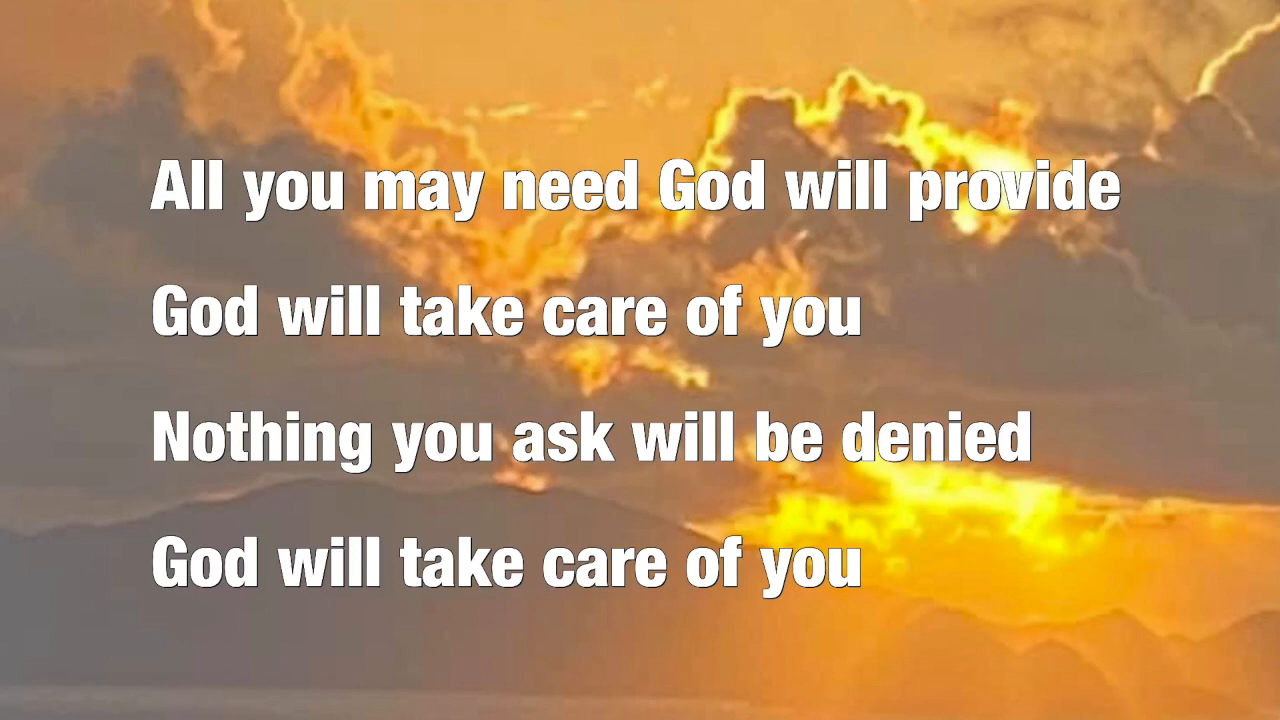 All you may need God will provide
God will take care of you
Nothing you ask will be denied
God will take care of you